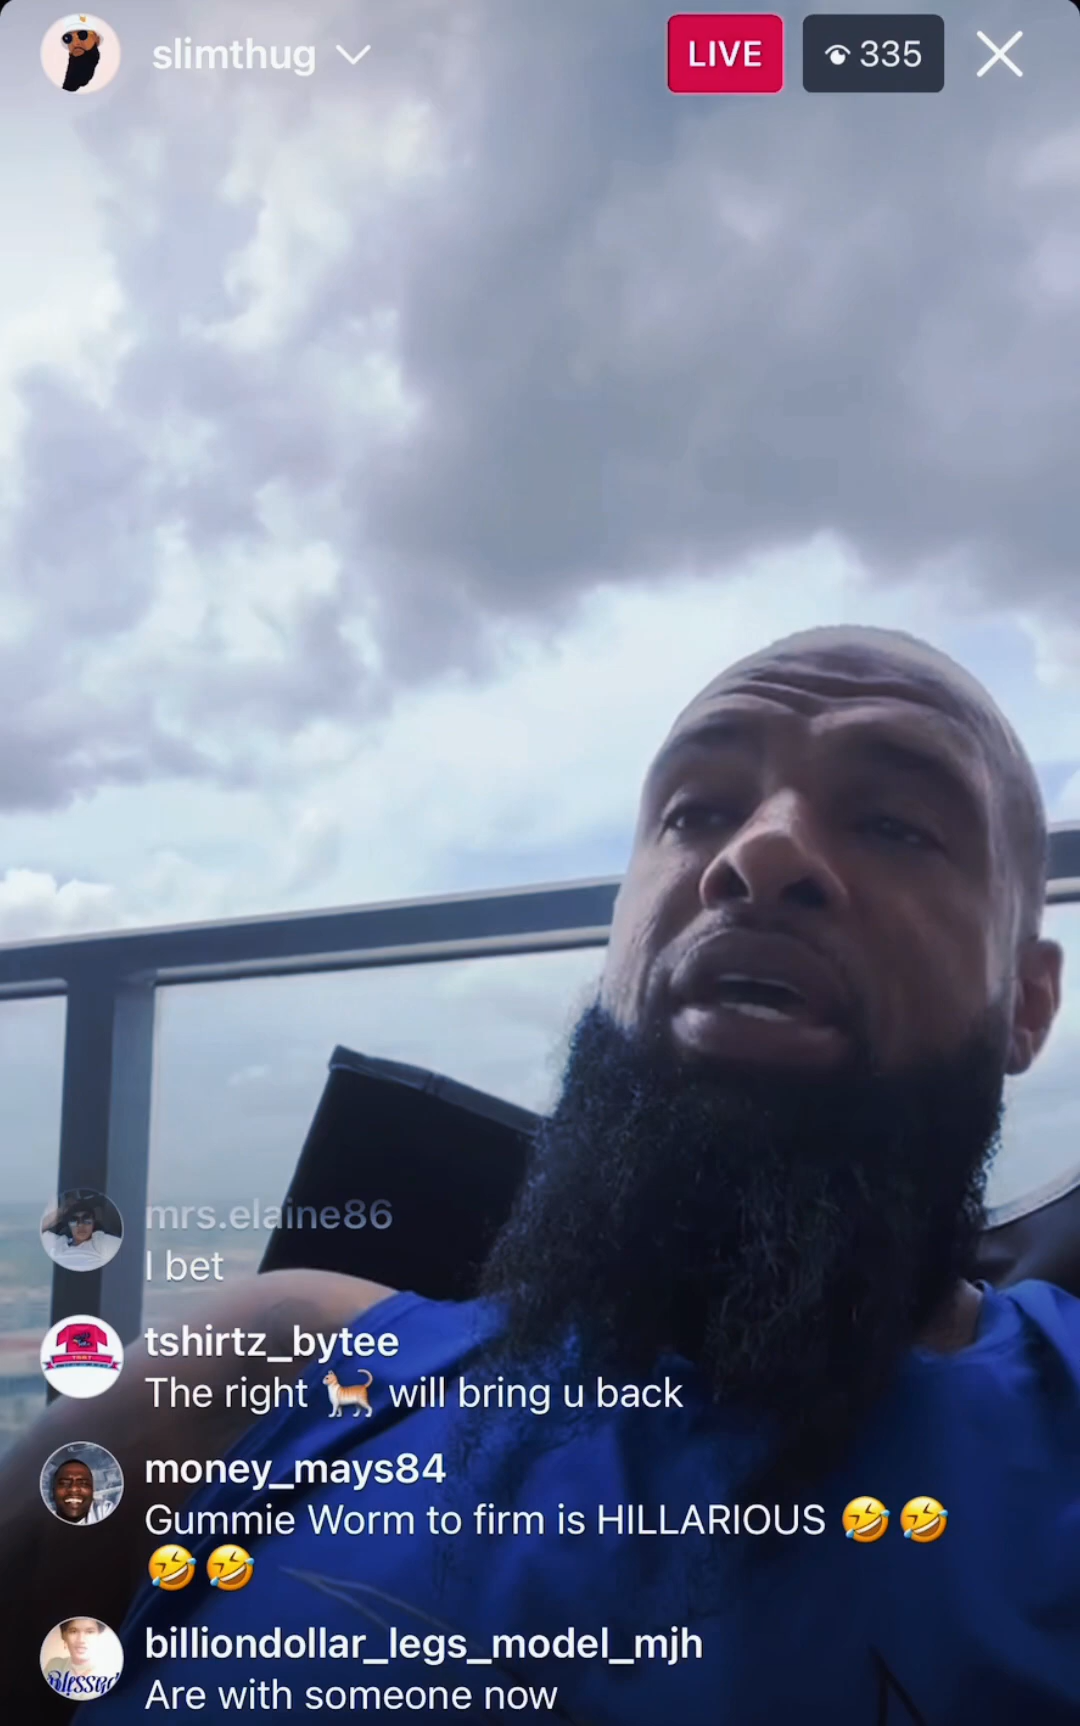 slimthug
LIVE
335
mrs.elaine86
I bet
tshirtz_bytee
The right 🐈 will bring u back
money_mays84
Gummie Worm to firm is HILLARIOUS 🤣🤣
🤣🤣
billiondollar_legs_model_mjh
Blessed
Are with someone now